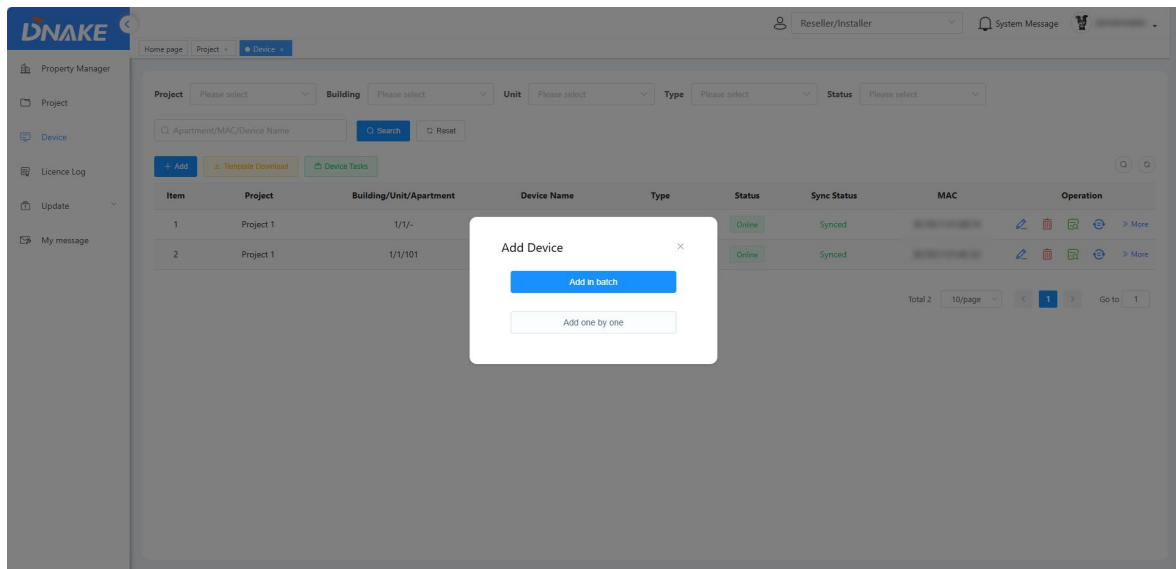 DNAKE
Reseller/Installer
System Message
Home page Project × Device ×
Property Manager
Project
Device
Licence Log
Update
My message
Project Please select Building Please select Unit Please select Type Please select Status Please select
Apartment/MAC/Device Name Search Reset
+ Add Template Download Device Tasks
Item Project Building/Unit/Apartment Device Name Type Status Sync Status MAC Operation
1 Project 1 1/1/- Online Synced » More
2 Project 1 1/1/101 Online Synced » More
Add Device ×
Add in batch
Add one by one
Total 2 10/page < 1 > Go to 1